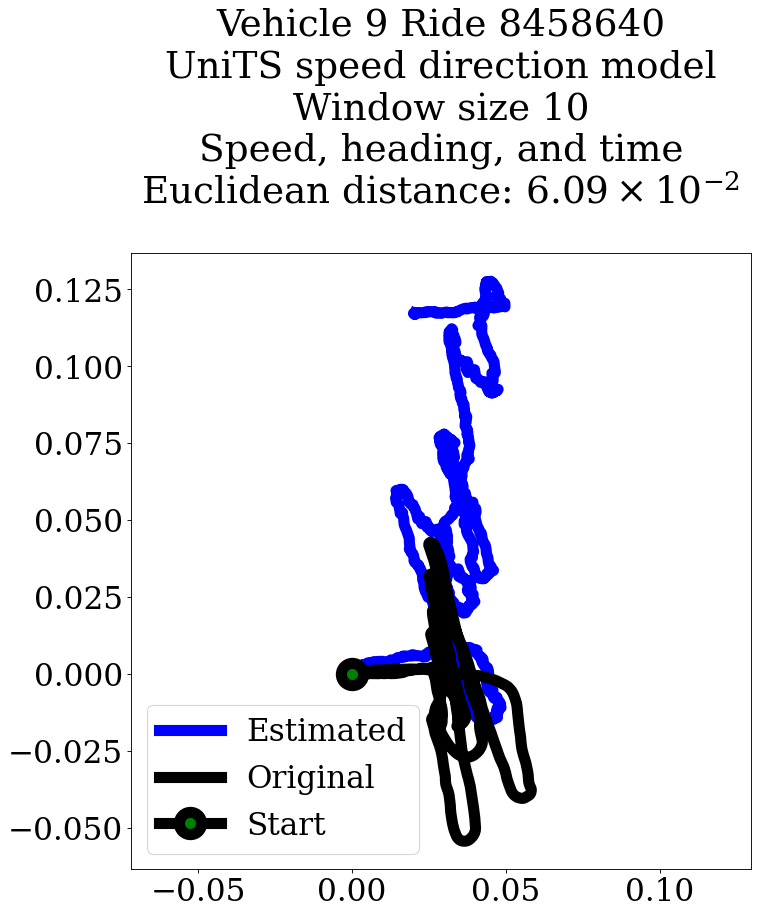 Vehicle 9 Ride 8458640
UniTS speed direction model
Window size 10
Speed, heading, and time
Euclidean distance: 6.09 × 10⁻²
0.125
0.100
0.075
0.050
0.025
0.000
−0.025
−0.050
Estimated
Original
Start
−0.05 0.00 0.05 0.10